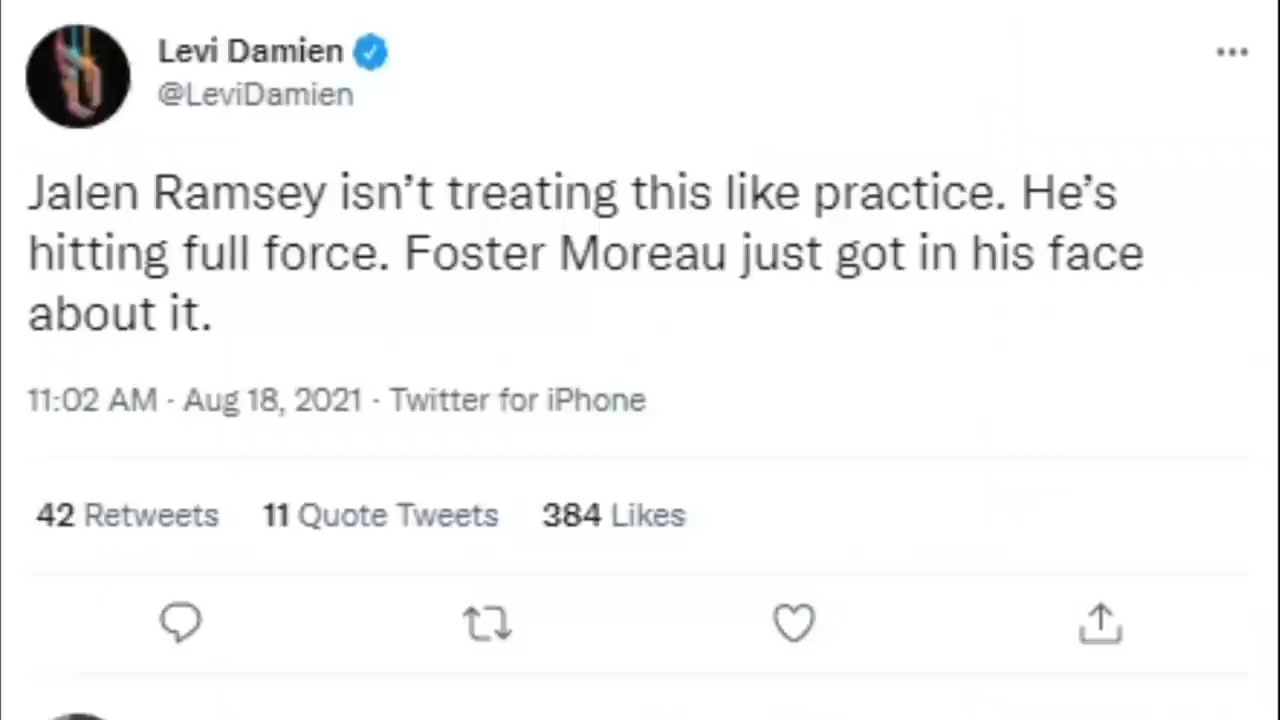 Levi Damien
@LeviDamien
Jalen Ramsey isn’t treating this like practice. He’s
hitting full force. Foster Moreau just got in his face
about it.
11:02 AM · Aug 18, 2021 · Twitter for iPhone
42 Retweets 11 Quote Tweets 384 Likes